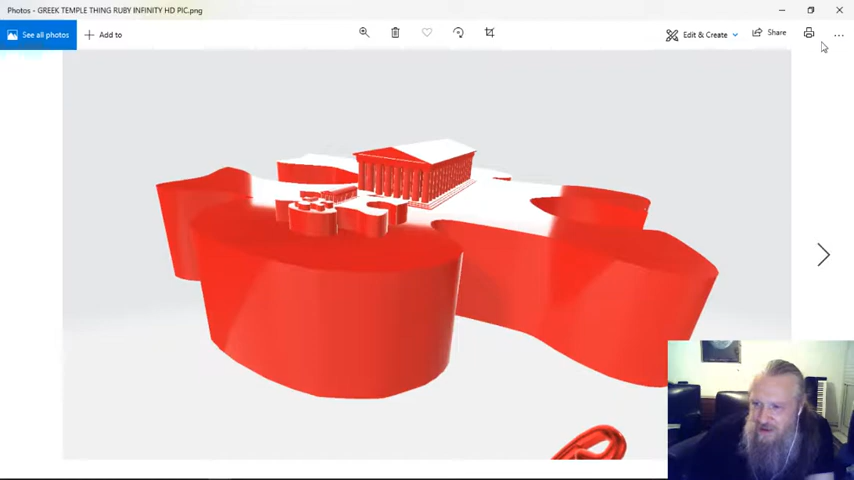 Photos - GREEK TEMPLE THING RUBY INFINITY HD PIC.png
See all photos
Add to
Edit & Create
Share